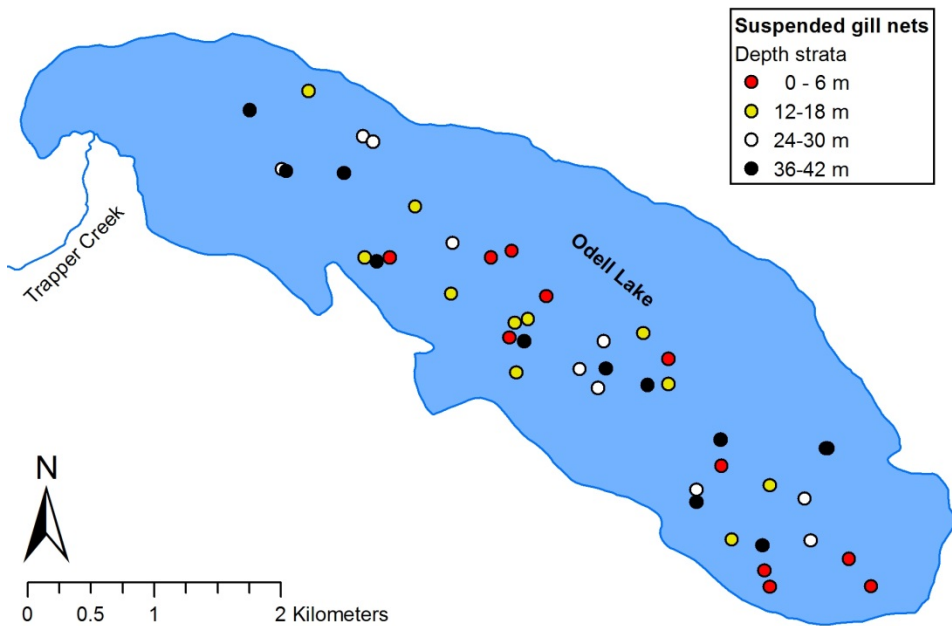 Suspended gill nets
Depth strata
0 - 6 m
12-18 m
24-30 m
36-42 m
Trapper Creek
Odell Lake
N
0 0.5 1 2 Kilometers